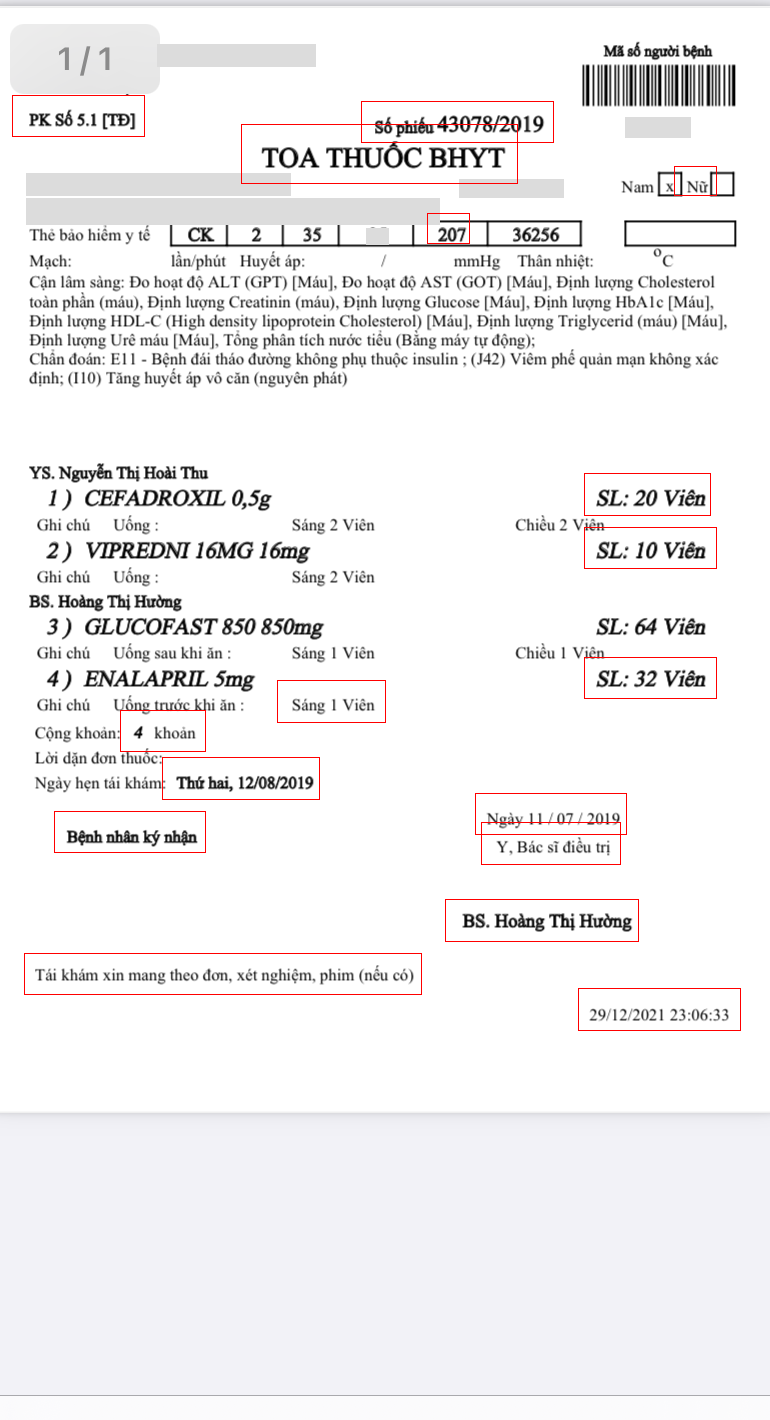 1/1
Mã số người bệnh
PK Số 5.1 [TĐ]
Số phiếu 43078/2019
TOA THUỐC BHYT
Nam x Nữ
Thẻ bảo hiểm y tế CK 2 35 207 36256
Mạch: lần/phút Huyết áp: / mmHg Thân nhiệt: °C
Cận lâm sàng: Đo hoạt độ ALT (GPT) [Máu], Đo hoạt độ AST (GOT) [Máu], Định lượng Cholesterol
toàn phần (máu), Định lượng Creatinin (máu), Định lượng Glucose [Máu], Định lượng HbA1c [Máu],
Định lượng HDL-C (High density lipoprotein Cholesterol) [Máu], Định lượng Triglycerid (máu) [Máu],
Định lượng Urê máu [Máu], Tổng phân tích nước tiểu (Bằng máy tự động);
Chẩn đoán: E11 - Bệnh đái tháo đường không phụ thuộc insulin ; (J42) Viêm phế quản mạn không xác
định; (I10) Tăng huyết áp vô căn (nguyên phát)
YS. Nguyễn Thị Hoài Thu
1 ) CEFADROXIL 0,5g SL: 20 Viên
Ghi chú Uống : Sáng 2 Viên Chiều 2 Viên
2 ) VIPREDNI 16MG 16mg SL: 10 Viên
Ghi chú Uống : Sáng 2 Viên
BS. Hoàng Thị Hường
3 ) GLUCOFAST 850 850mg SL: 64 Viên
Ghi chú Uống sau khi ăn : Sáng 1 Viên Chiều 1 Viên
4 ) ENALAPRIL 5mg SL: 32 Viên
Ghi chú Uống trước khi ăn : Sáng 1 Viên
Cộng khoản: 4 khoản
Lời dặn đơn thuốc:
Ngày hẹn tái khám: Thứ hai, 12/08/2019
Ngày 11 / 07 / 2019
Bệnh nhân ký nhận Y, Bác sĩ điều trị
BS. Hoàng Thị Hường
Tái khám xin mang theo đơn, xét nghiệm, phim (nếu có)
29/12/2021 23:06:33